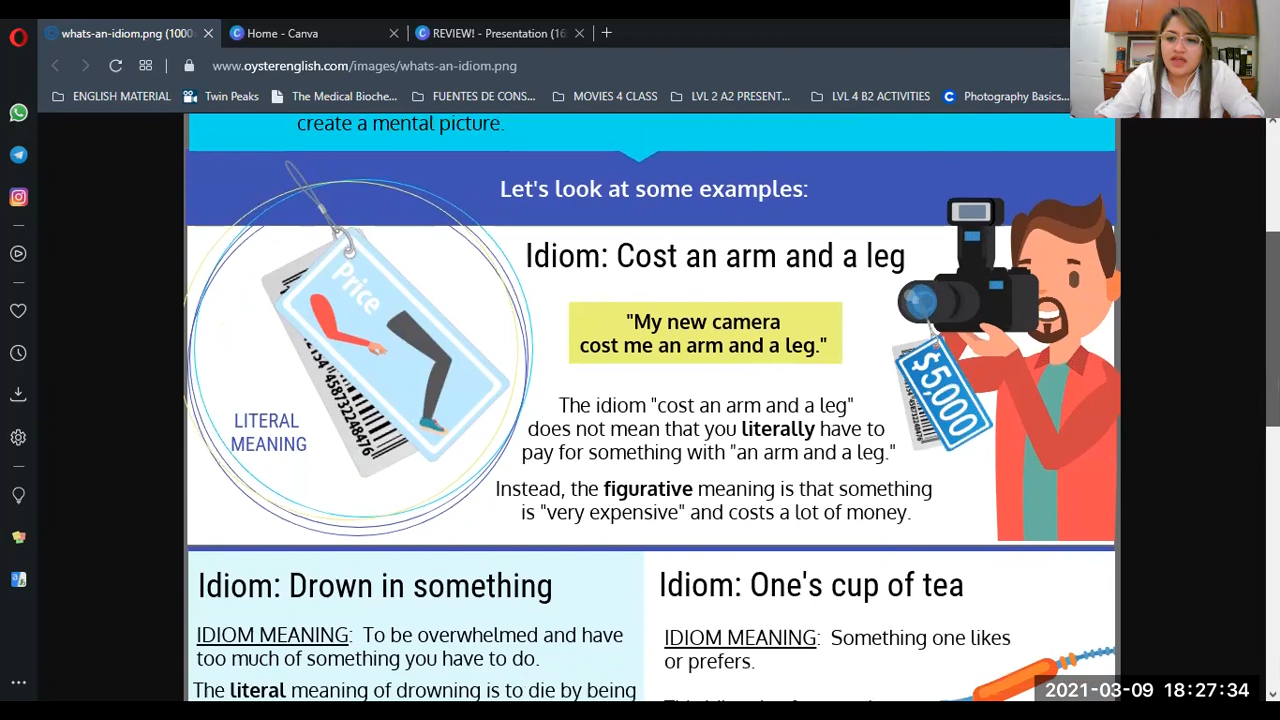 whats-an-idiom.png (1000
Home - Canva
REVIEW! - Presentation (16
www.oysterenglish.com/images/whats-an-idiom.png
ENGLISH MATERIAL
Twin Peaks
The Medical Bioche...
FUENTES DE CONS...
MOVIES 4 CLASS
LVL 2 A2 PRESENT...
LVL 4 B2 ACTIVITIES
Photography Basics...
create a mental picture.
Let's look at some examples:
Price
Idiom: Cost an arm and a leg
"My new camera
cost me an arm and a leg."
$5,000
LITERAL
MEANING
458732248476
The idiom "cost an arm and a leg"
does not mean that you literally have to
pay for something with "an arm and a leg."
Instead, the figurative meaning is that something
is "very expensive" and costs a lot of money.
Idiom: Drown in something
IDIOM MEANING: To be overwhelmed and have
too much of something you have to do.
The literal meaning of drowning is to die by being
Idiom: One's cup of tea
IDIOM MEANING: Something one likes
or prefers.
2021-03-09 18:27:34